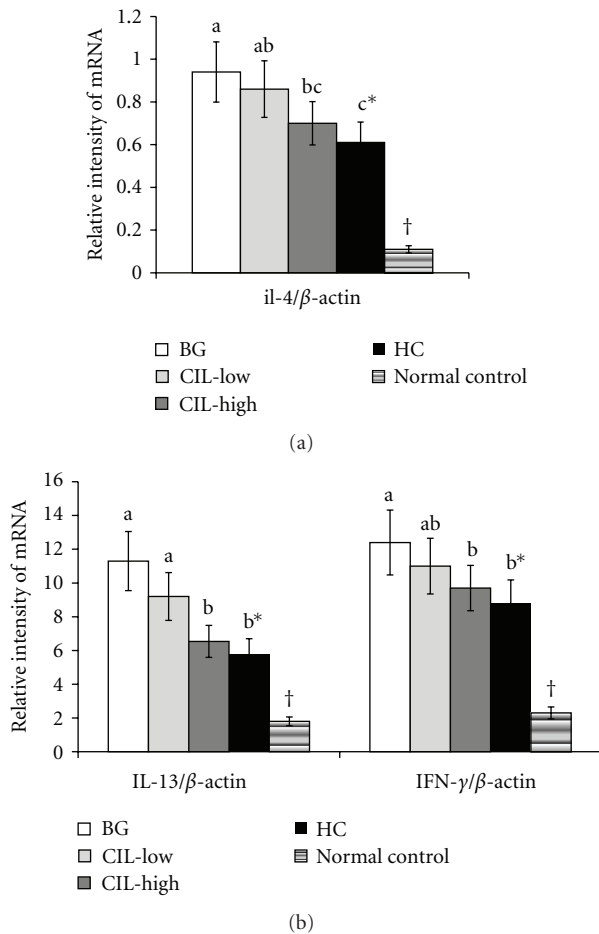 Relative intensity of mRNA
1.2
1
0.8
0.6
0.4
0.2
0
a
ab
bc
c*
†
il-4/β-actin
BG
HC
CIL-low
Normal control
CIL-high
(a)
Relative intensity of mRNA
16
14
12
10
8
6
4
2
0
a
a
b
b*
†
a
ab
b
b*
†
IL-13/β-actin
IFN-γ/β-actin
BG
HC
CIL-low
Normal control
CIL-high
(b)